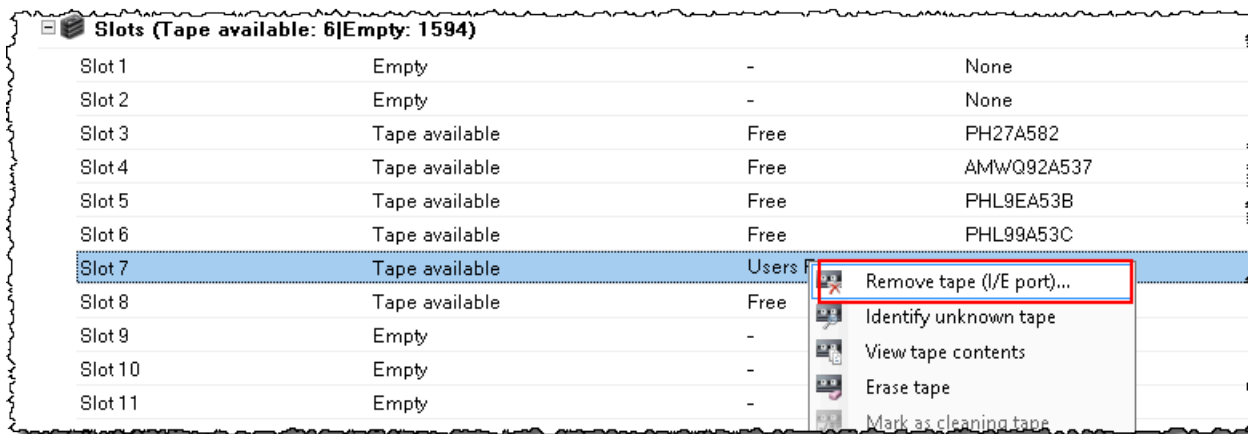 Slots (Tape available: 6|Empty: 1594)
Slot 1 Empty - None
Slot 2 Empty - None
Slot 3 Tape available Free PH27A582
Slot 4 Tape available Free AMWQ92A537
Slot 5 Tape available Free PHL9EA53B
Slot 6 Tape available Free PHL99A53C
Slot 7 Tape available Users
Remove tape (I/E port)...
Slot 8 Tape available Free
Identify unknown tape
Slot 9 Empty -
View tape contents
Slot 10 Empty -
Erase tape
Slot 11 Empty -
Mark as cleaning tape